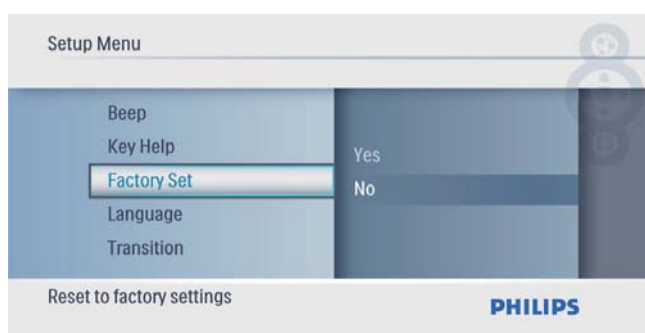 Setup Menu
Beep
Key Help
Factory Set
Language
Transition
Yes
No
Reset to factory settings
PHILIPS